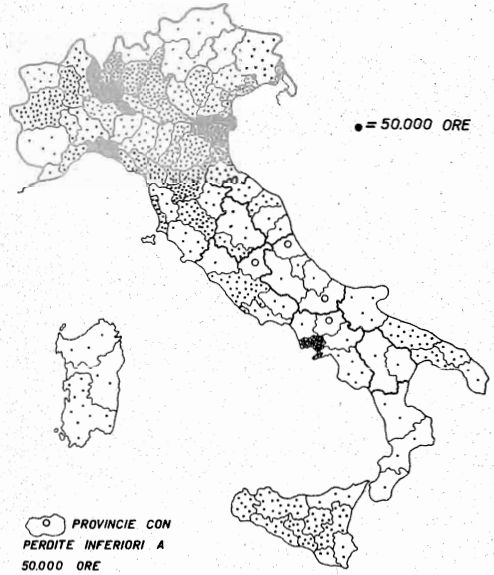 ● = 50.000 ORE
PROVINCIE CON
PERDITE INFERIORI A
50.000 ORE